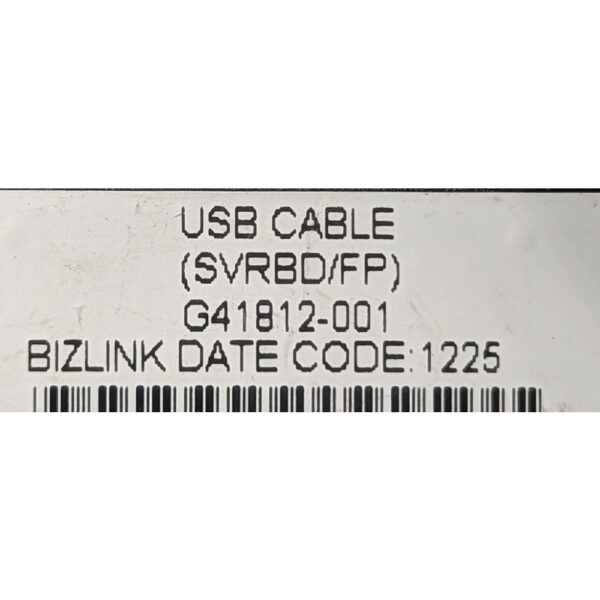 USB CABLE
(SVRBD/FP)
G41812-001
BIZLINK DATE CODE:1225